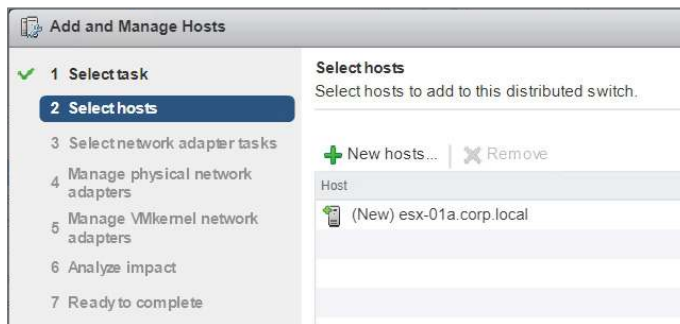 Add and Manage Hosts
1 Select task
2 Select hosts
3 Select network adapter tasks
4 Manage physical network
adapters
5 Manage VMkernel network
adapters
6 Analyze impact
7 Ready to complete
Select hosts
Select hosts to add to this distributed switch.
New hosts... Remove
Host
(New) esx-01a.corp.local